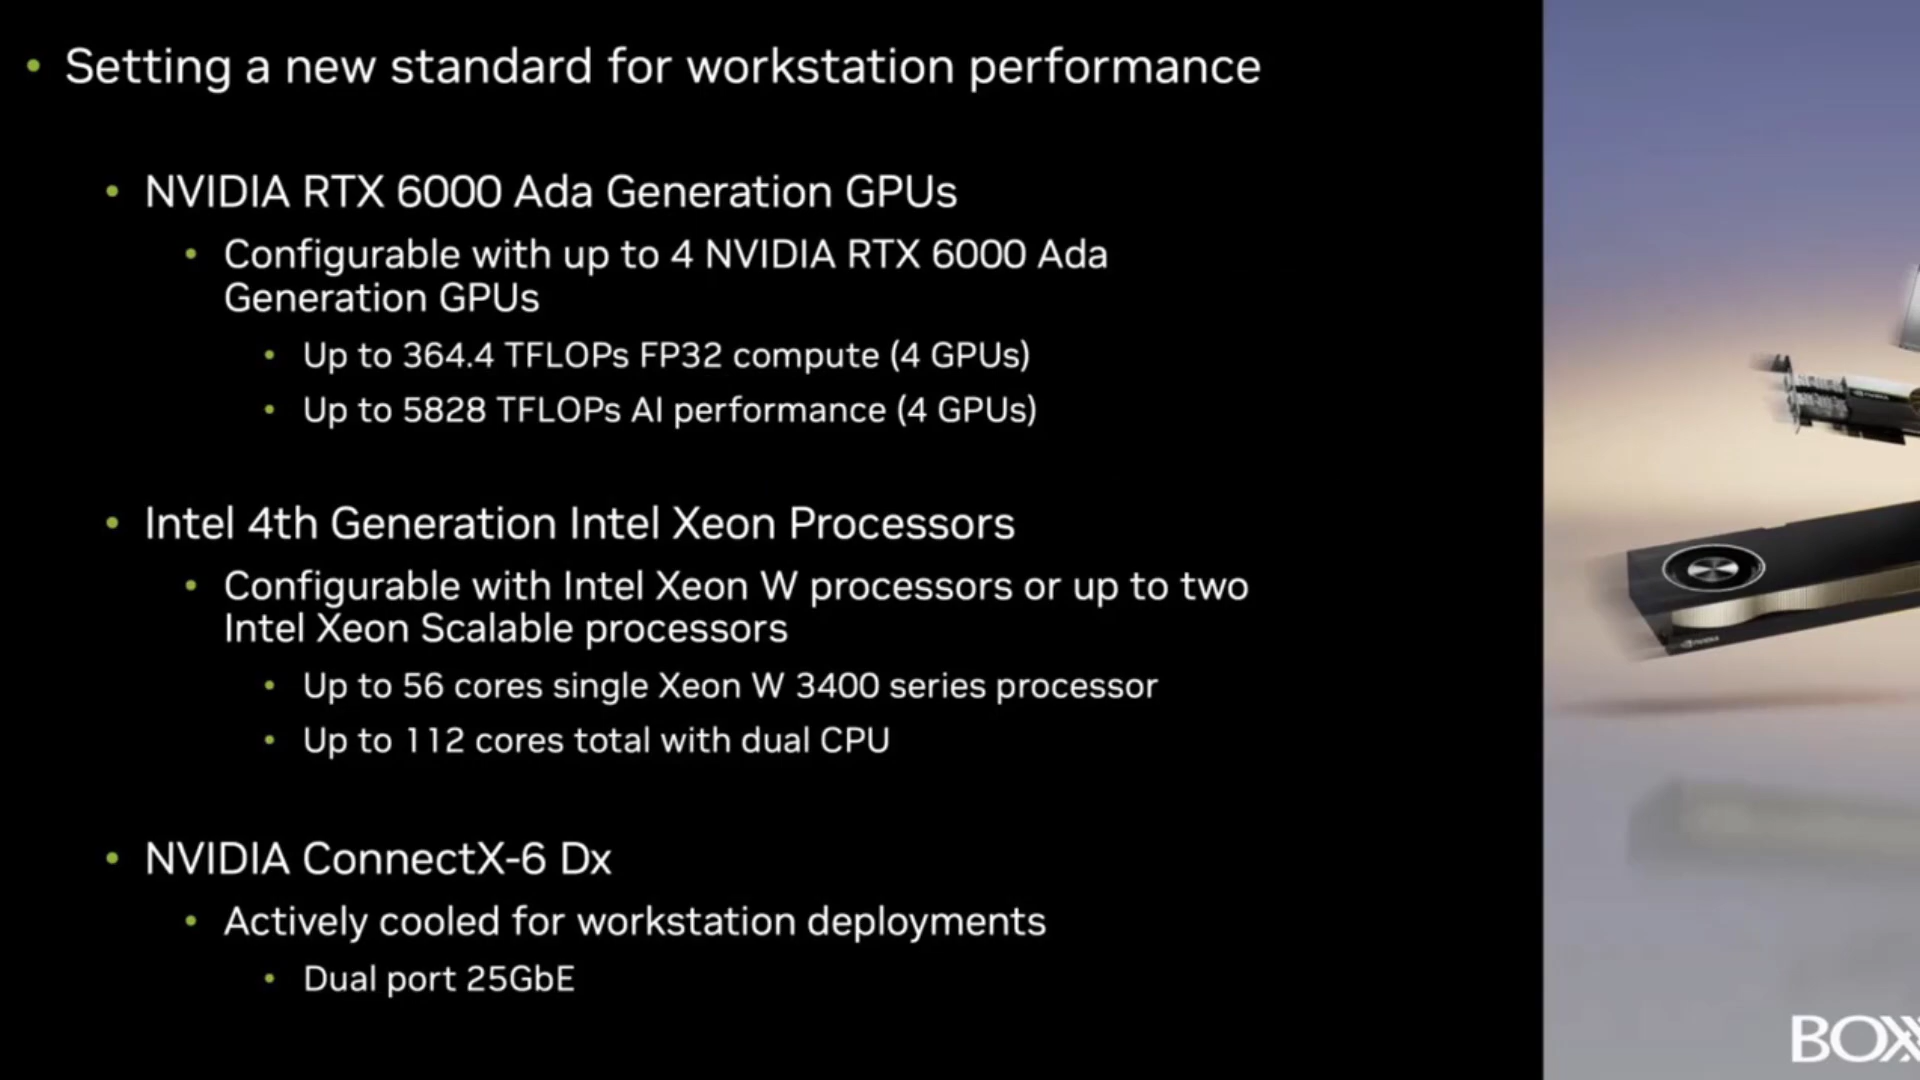 Setting a new standard for workstation performance
NVIDIA RTX 6000 Ada Generation GPUs
Configurable with up to 4 NVIDIA RTX 6000 Ada
Generation GPUs
Up to 364.4 TFLOPs FP32 compute (4 GPUs)
Up to 5828 TFLOPs AI performance (4 GPUs)
Intel 4th Generation Intel Xeon Processors
Configurable with Intel Xeon W processors or up to two
Intel Xeon Scalable processors
Up to 56 cores single Xeon W 3400 series processor
Up to 112 cores total with dual CPU
NVIDIA ConnectX-6 Dx
Actively cooled for workstation deployments
Dual port 25GbE
BOXX